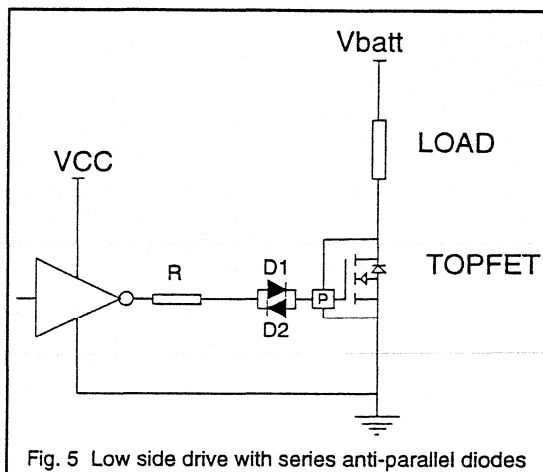 Vbatt
LOAD
VCC
TOPFET
R
D1
P
D2
Fig. 5 Low side drive with series anti-parallel diodes